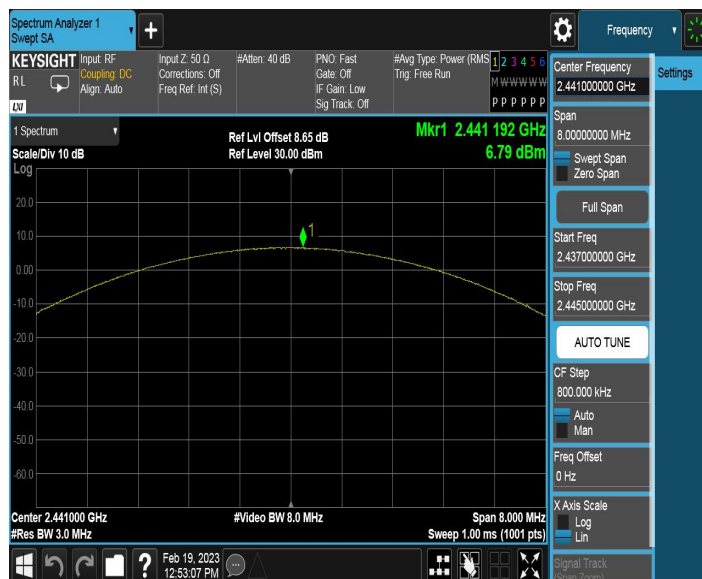 Spectrum Analyzer 1
Swept SA
+
Frequency
KEYSIGHT
RL
LNI
Input: RF
Coupling: DC
Align: Auto
Input Z: 50 Ω
Corrections: Off
Freq Ref: Int (S)
#Atten: 40 dB
PNO: Fast
Gate: Off
IF Gain: Low
Sig Track: Off
#Avg Type: Power (RMS
Trig: Free Run
1 2 3 4 5 6
M W W W W W
P P P P P P
1 Spectrum
Scale/Div 10 dB
Log
Ref Lvl Offset 8.65 dB
Ref Level 30.00 dBm
Mkr1 2.441 192 GHz
6.79 dBm
1
20.0
10.0
0.00
-10.0
-20.0
-30.0
-40.0
-50.0
-60.0
Center 2.441000 GHz
#Res BW 3.0 MHz
#Video BW 8.0 MHz
Span 8.000 MHz
Sweep 1.00 ms (1001 pts)
Feb 19, 2023
12:53:07 PM
?
Center Frequency
2.441000000 GHz
Span
8.00000000 MHz
Swept Span
Zero Span
Full Span
Start Freq
2.437000000 GHz
Stop Freq
2.445000000 GHz
AUTO TUNE
CF Step
800.000 kHz
Auto
Man
Freq Offset
0 Hz
X Axis Scale
Log
Lin
Signal Track
(Span Zoom)
Settings